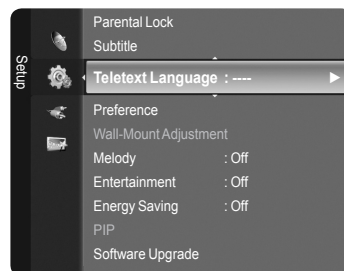 Setup
Parental Lock
Subtitle
Teletext Language : ----
Preference
Wall-Mount Adjustment
Melody : Off
Entertainment : Off
Energy Saving : Off
PIP
Software Upgrade